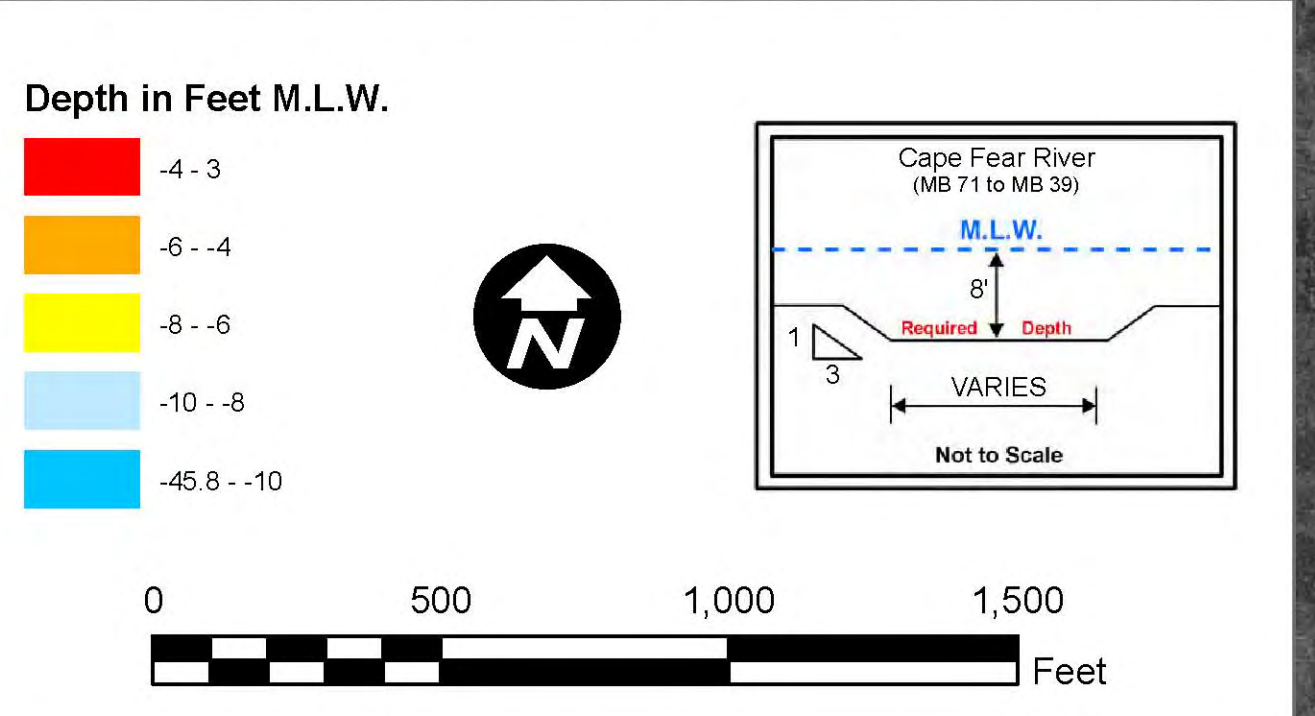 Depth in Feet M.L.W.
-4 - 3
-6 - -4
-8 - -6
-10 - -8
-45.8 - -10
N
Cape Fear River
(MB 71 to MB 39)
M.L.W.
8'
Required Depth
1
3
VARIES
Not to Scale
0 500 1,000 1,500
Feet